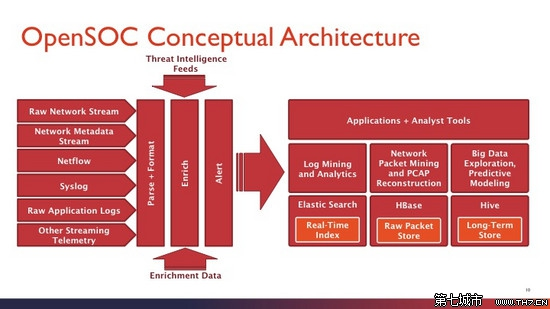 OpenSOC Conceptual Architecture
Threat Intelligence
Feeds
Raw Network Stream
Network Metadata
Stream
Netflow
Syslog
Raw Application Logs
Other Streaming
Telemetry
Parse + Format
Enrich
Alert
Enrichment Data
Applications + Analyst Tools
Log Mining
and Analytics
Network
Packet Mining
and PCAP
Reconstruction
Big Data
Exploration,
Predictive
Modeling
Elastic Search
Real-Time
Index
HBase
Raw Packet
Store
Hive
Long-Term
Store
10
第七城市
WWW.TH7.CN